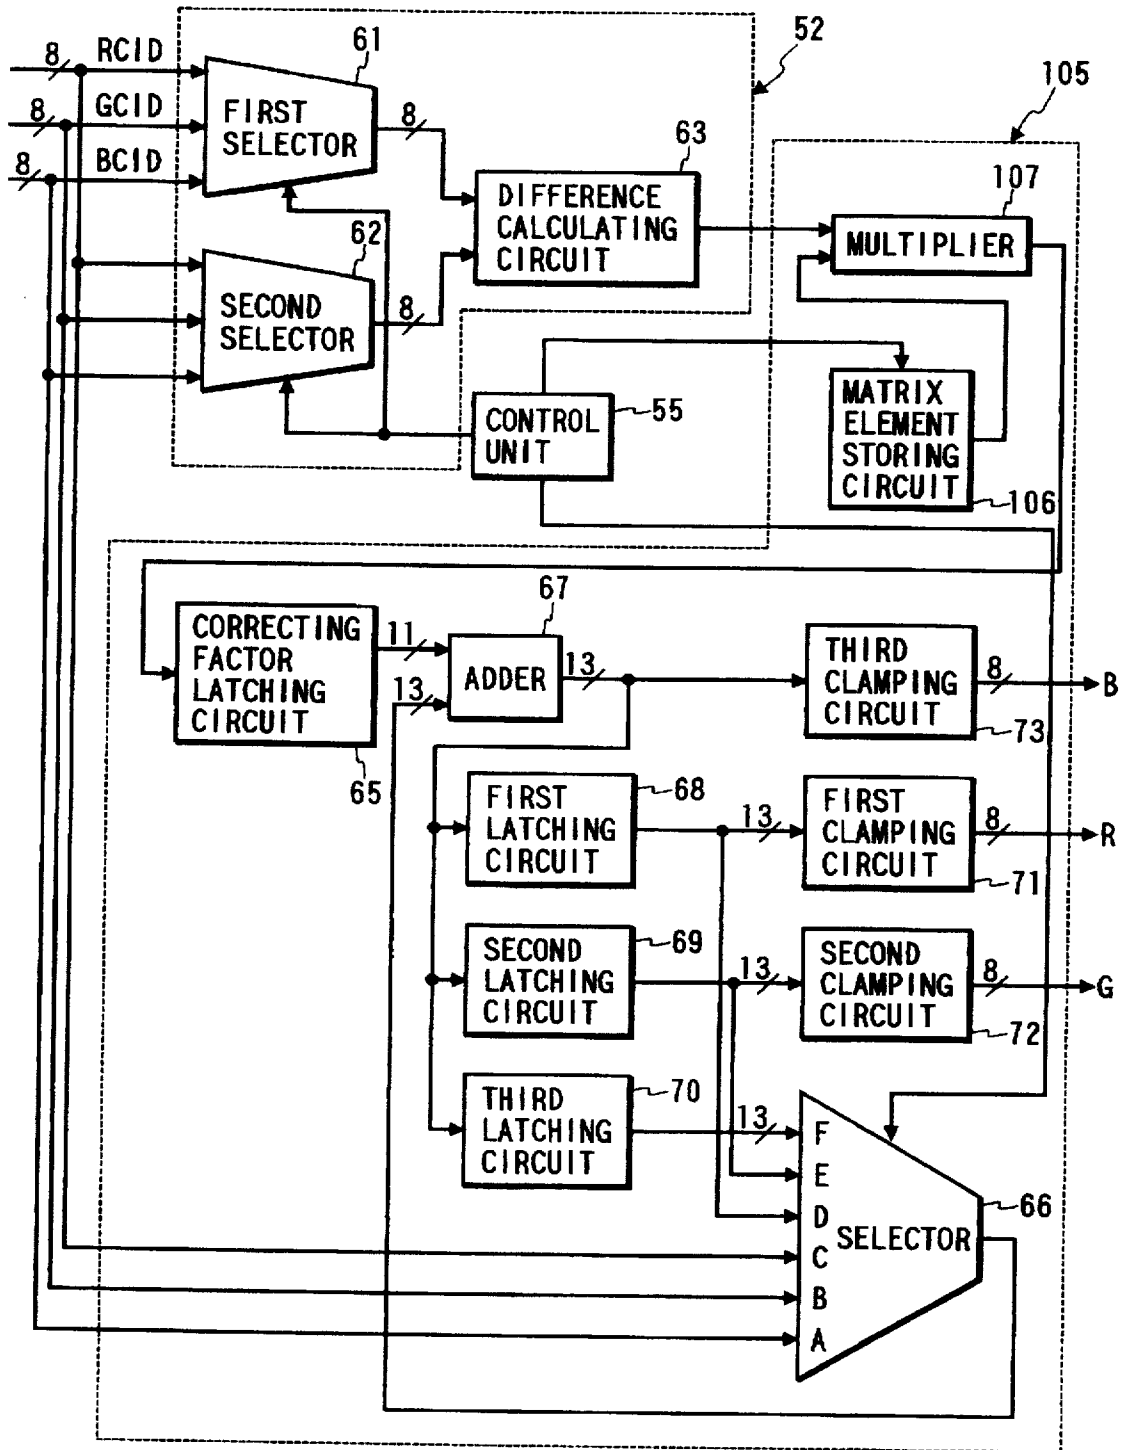 52
61
105
8 RCID
8 GCID
8 BCID
FIRST
SELECTOR
8
63
DIFFERENCE
CALCULATING
CIRCUIT
107
MULTIPLIER
62
SECOND
SELECTOR
8
CONTROL
UNIT
55
MATRIX
ELEMENT
STORING
CIRCUIT
106
CORRECTING
FACTOR
LATCHING
CIRCUIT
65
11
13
67
ADDER
13
THIRD
CLAMPING
CIRCUIT
73
8
B
FIRST
LATCHING
CIRCUIT
68
13
FIRST
CLAMPING
CIRCUIT
71
8
R
SECOND
LATCHING
CIRCUIT
69
13
SECOND
CLAMPING
CIRCUIT
72
8
G
THIRD
LATCHING
CIRCUIT
70
13
F
E
D
C
B
A
SELECTOR
66